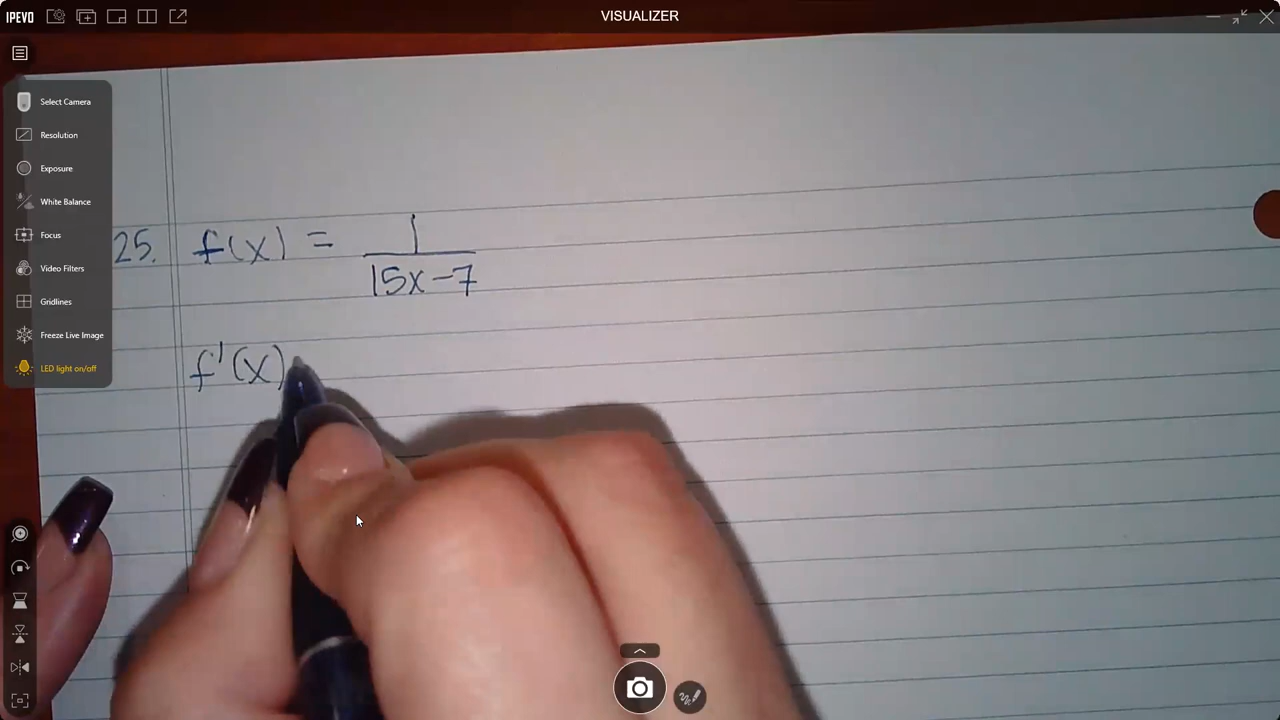 IPEVO
VISUALIZER
Select Camera
Resolution
Exposure
White Balance
Focus
Video Filters
Gridlines
Freeze Live Image
LED light on/off
25. f(x) = 1
15x-7
f'(x)